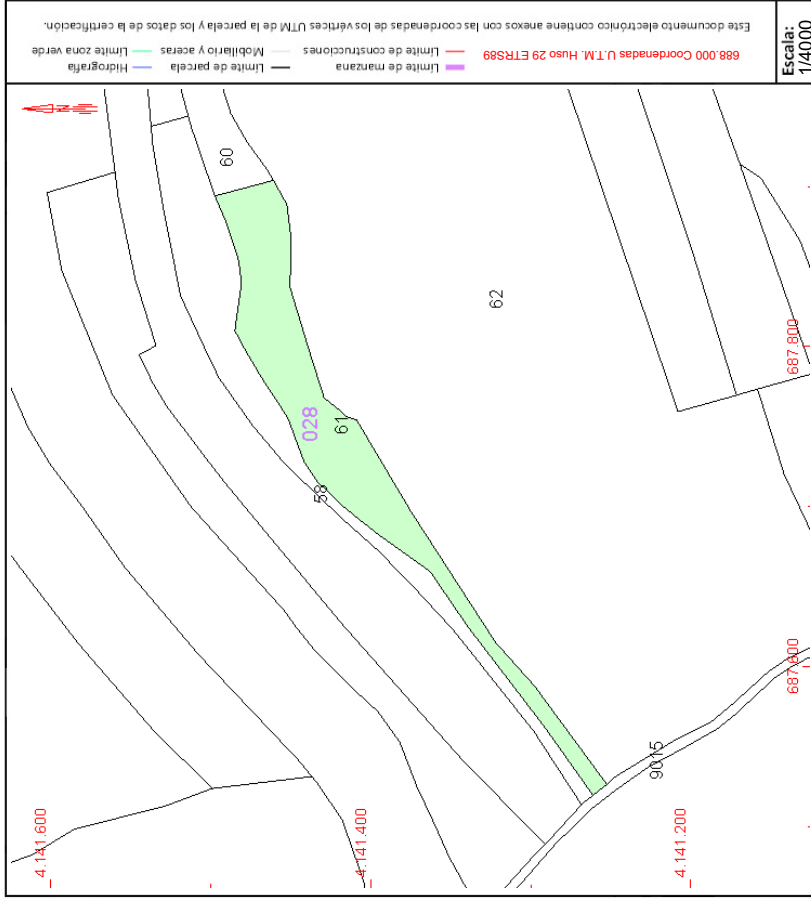 Este documento electrónico contiene anexos con las coordenadas de los vértices UTM de la parcela y los datos de la certificación.
688.000 Coordenadas U.T.M. Huso 29 ETRS89
Límite de manzana
Límite de parcela
Hidrografía
Límite de construcciones
Mobiliario y aceras
Límite zona verde
Escala:
1/4000
60
62
028
61
58
9015
687.800
687.600
4.141.600
4.141.400
4.141.200